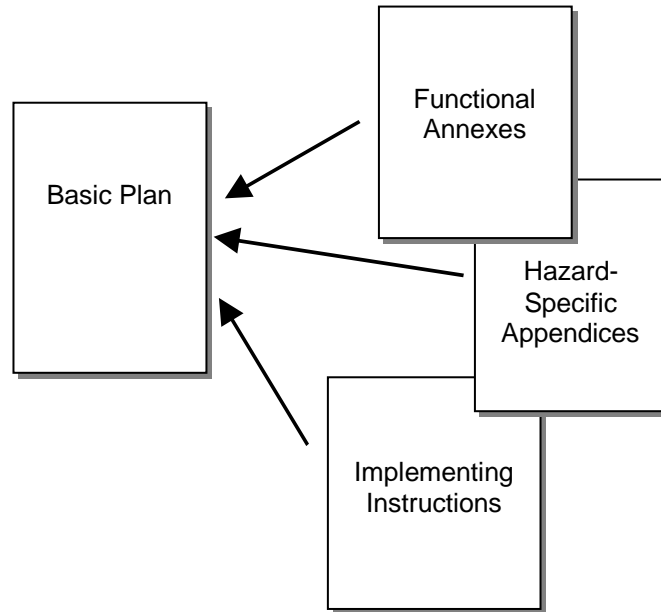 Basic Plan
Functional
Annexes
Hazard-
Specific
Appendices
Implementing
Instructions